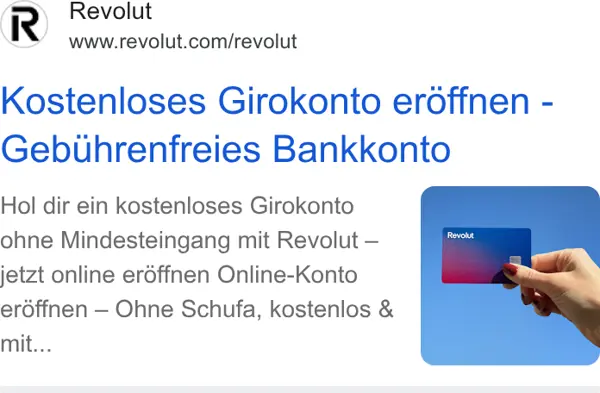 Revolut
www.revolut.com/revolut
Kostenloses Girokonto eröffnen -
Gebührenfreies Bankkonto
Hol dir ein kostenloses Girokonto
ohne Mindesteingang mit Revolut –
jetzt online eröffnen Online-Konto
eröffnen – Ohne Schufa, kostenlos &
mit...
Revolut